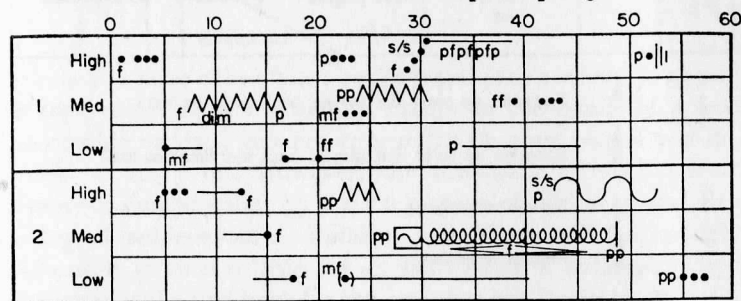 0 10 20 30 40 50 60
1
High f p s/s f pfpfpfp p
Med f dim p pp mf ff
Low mf f ff p
2
High f f pp s/s p
Med f pp f pp
Low f mf( ) pp